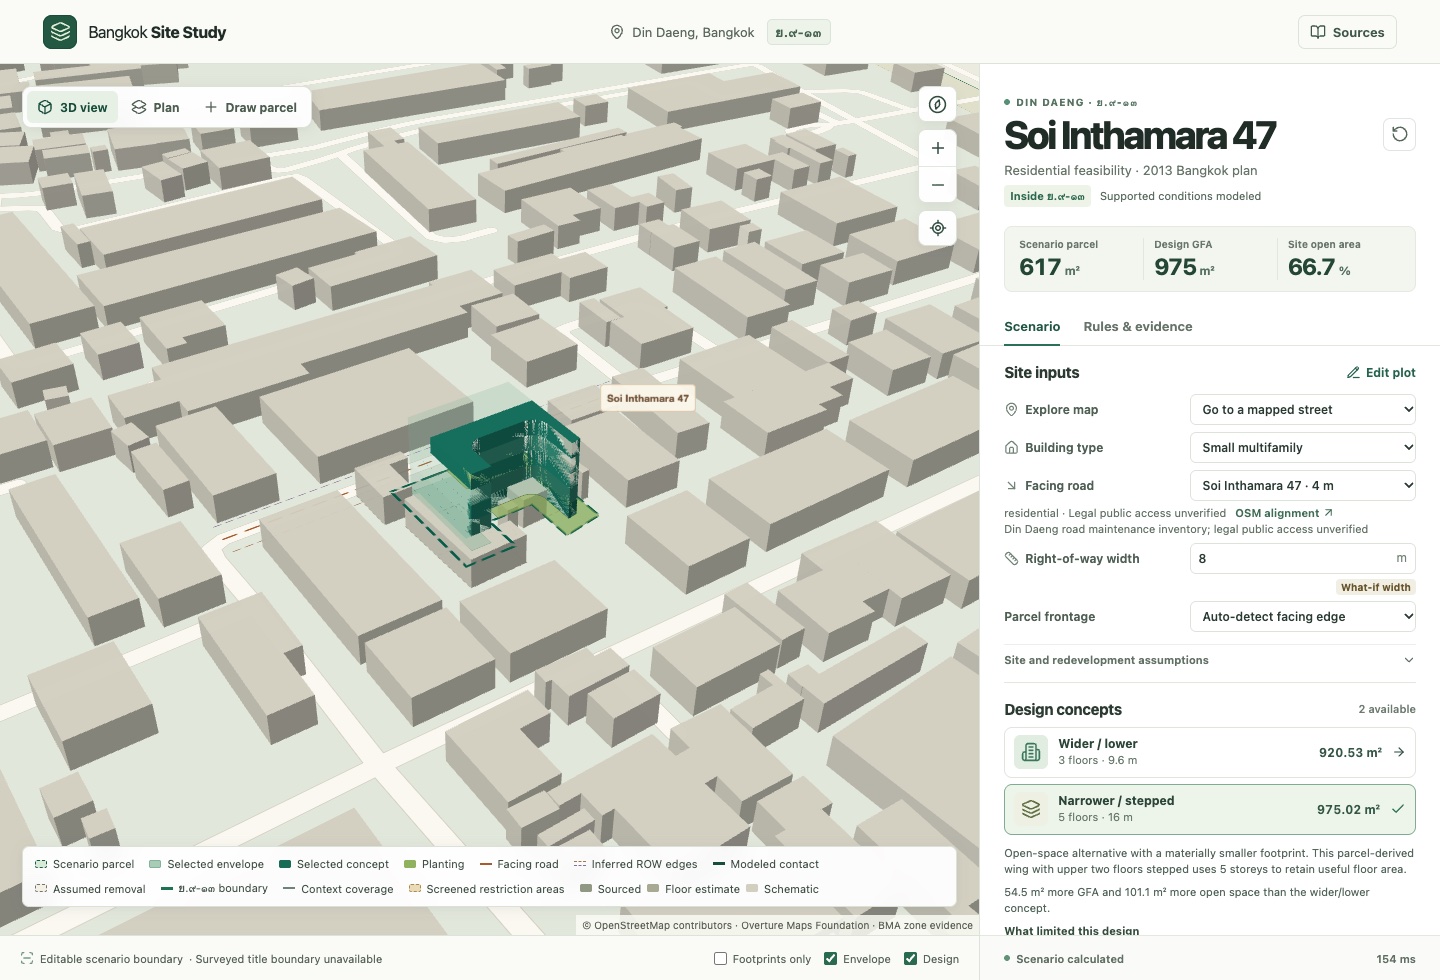 Bangkok Site Study
Din Daeng, Bangkok
ย.๙-๑๓
Sources
3D view
Plan
Draw parcel
Soi Inthamara 47
Scenario parcel
Selected envelope
Selected concept
Planting
Facing road
Inferred ROW edges
Modeled contact
Assumed removal
ย.๙-๑๓ boundary
Context coverage
Screened restriction areas
Sourced
Floor estimate
Schematic
© OpenStreetMap contributors · Overture Maps Foundation · BMA zone evidence
Editable scenario boundary · Surveyed title boundary unavailable
Footprints only
Envelope
Design
DIN DAENG · ย.๙-๑๓
Soi Inthamara 47
Residential feasibility · 2013 Bangkok plan
Inside ย.๙-๑๓
Supported conditions modeled
Scenario parcel
617 m²
Design GFA
975 m²
Site open area
66.7 %
Scenario
Rules & evidence
Site inputs
Edit plot
Explore map
Go to a mapped street
Building type
Small multifamily
Facing road
Soi Inthamara 47 · 4 m
residential · Legal public access unverified OSM alignment
Din Daeng road maintenance inventory; legal public access unverified
Right-of-way width
8 m
What-if width
Parcel frontage
Auto-detect facing edge
Site and redevelopment assumptions
Design concepts
2 available
Wider / lower
3 floors · 9.6 m
920.53 m²
Narrower / stepped
5 floors · 16 m
975.02 m²
Open-space alternative with a materially smaller footprint. This parcel-derived
wing with upper two floors stepped uses 5 storeys to retain useful floor area.
54.5 m² more GFA and 101.1 m² more open space than the wider/lower
concept.
What limited this design
Scenario calculated
154 ms